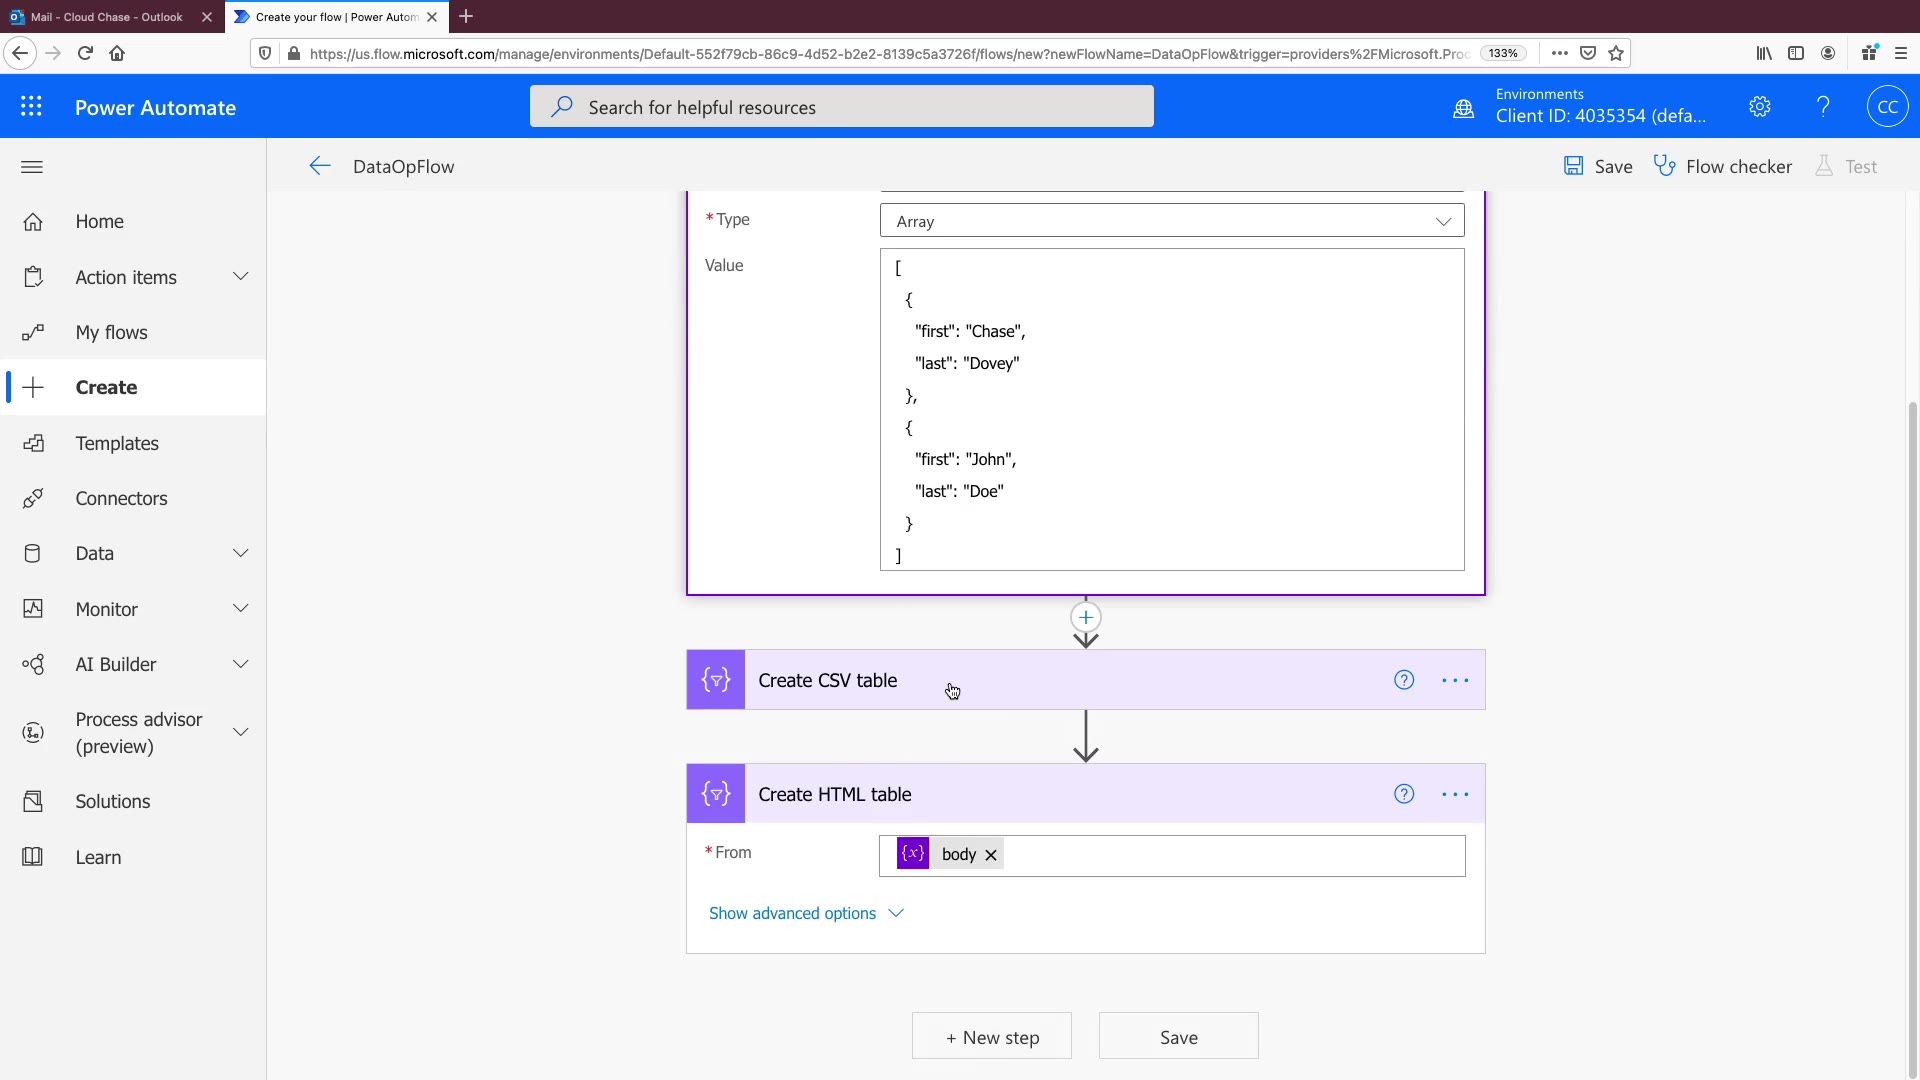 Mail - Cloud Chase - Outlook
Create your flow | Power Autom
https://us.flow.microsoft.com/manage/environments/Default-552f79cb-86c9-4d52-b2e2-8139c5a3726f/flows/new?newFlowName=DataOpFlow&trigger=providers%2FMicrosoft.Proc
133%
Power Automate
Search for helpful resources
Environments
Client ID: 4035354 (defa...
CC
DataOpFlow
Save
Flow checker
Test
Home
Action items
My flows
Create
Templates
Connectors
Data
Monitor
AI Builder
Process advisor
(preview)
Solutions
Learn
* Type
Array
Value
[
{
"first": "Chase",
"last": "Dovey"
},
{
"first": "John",
"last": "Doe"
}
]
Create CSV table
Create HTML table
* From
body
Show advanced options
+ New step
Save